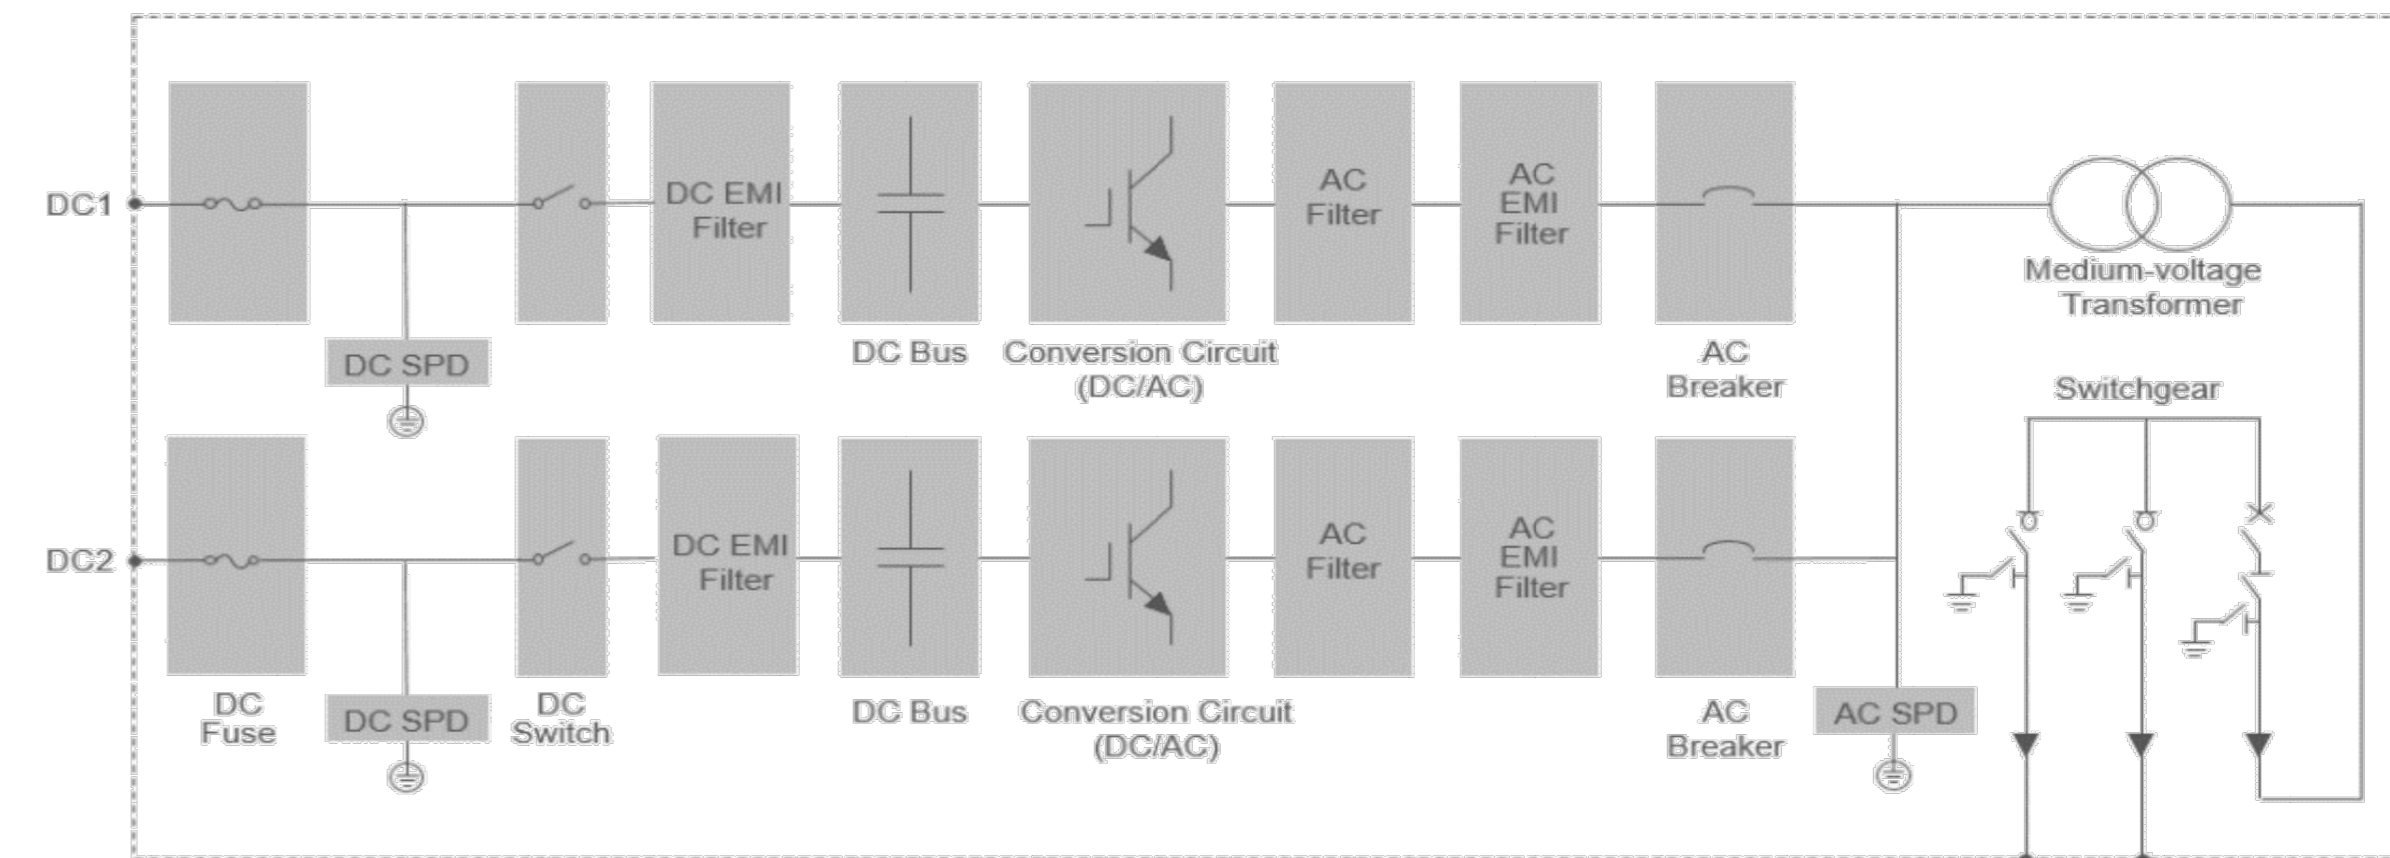 DC1
DC EMI
Filter
AC
Filter
AC
EMI
Filter
Medium-voltage
Transformer
DC SPD
DC Bus
Conversion Circuit
(DC/AC)
AC
Breaker
Switchgear
DC2
DC EMI
Filter
AC
Filter
AC
EMI
Filter
DC
Fuse
DC SPD
DC
Switch
DC Bus
Conversion Circuit
(DC/AC)
AC
Breaker
AC SPD